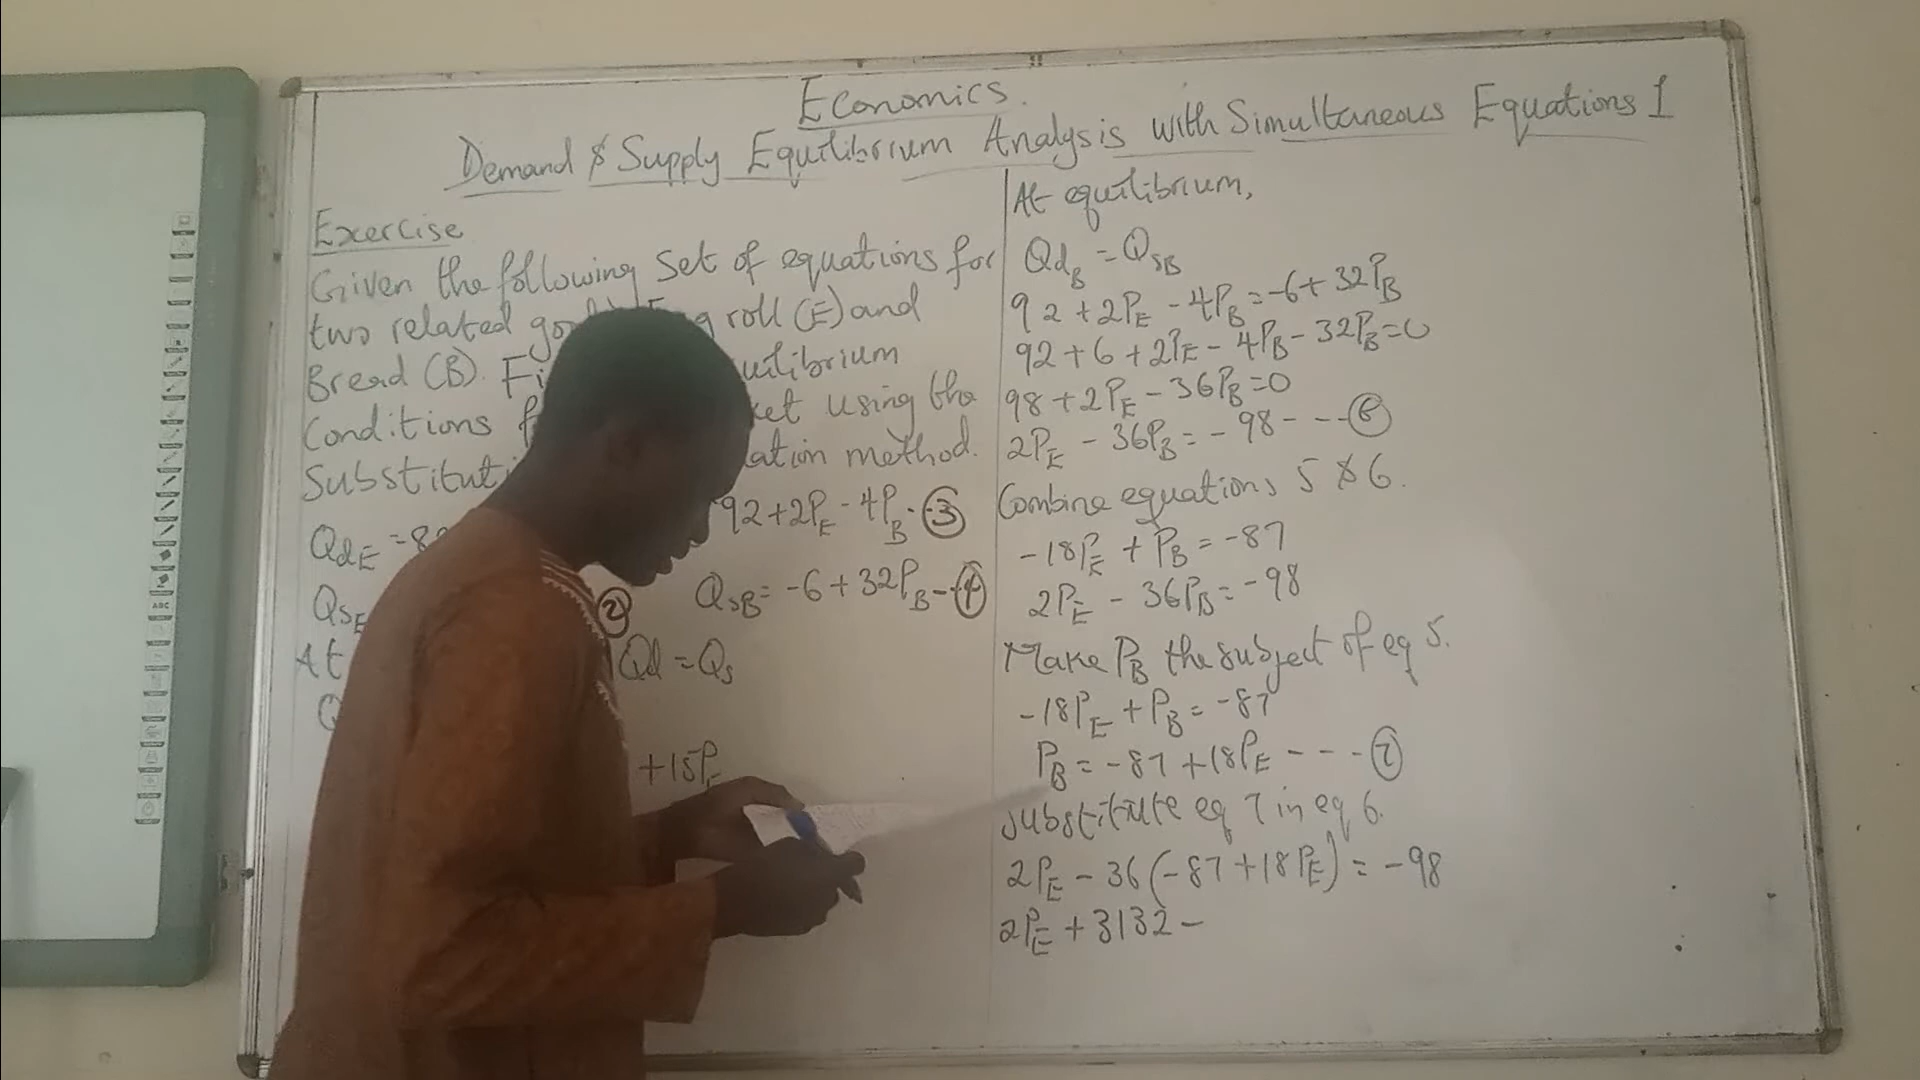 Economics.
Demand & Supply Equilibrium Analysis with Simultaneous Equations 1
Exercise
Given the following set of equations for
two related roll (E) and
Bread (B).
Conditions using the
Substitut method.
QdE = 8
92 + 2PE - 4PB - - ③
QsE ②
QsB = -6 + 32PB - - ④
At Qd = Qs
Q
+15PE
At equilibrium,
QdB = QsB
92 + 2PE - 4PB = -6 + 32PB
92 + 6 + 2PE - 4PB - 32PB = 0
98 + 2PE - 36PB = 0
2PE - 36PB = -98 - - - ⑥
Combine equations 5 & 6.
-18PE + PB = -87
2PE - 36PB = -98
Make PB the subject of eq 5.
-18PE + PB = -87
PB = -87 + 18PE - - - - ⑦
Substitute eq 7 in eq 6.
2PE - 36(-87 + 18PE) = -98
2PE + 3132 -
ABC